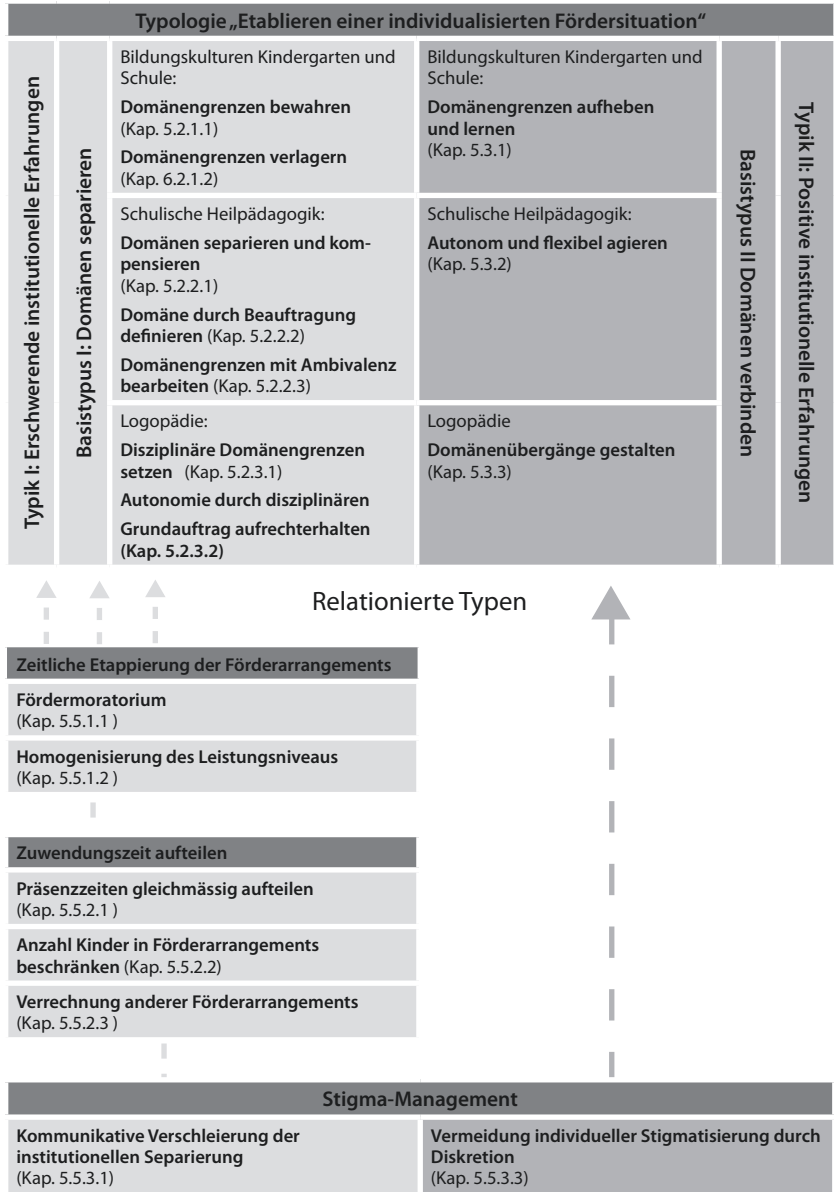 Typologie „Etablieren einer individualisierten Fördersituation“
Typik I: Erschwerende institutionelle Erfahrungen
Basistypus I: Domänen separieren
Bildungskulturen Kindergarten und
Schule:
Domänengrenzen bewahren
(Kap. 5.2.1.1)
Domänengrenzen verlagern
(Kap. 6.2.1.2)
Bildungskulturen Kindergarten und
Schule:
Domänengrenzen aufheben
und lernen
(Kap. 5.3.1)
Schulische Heilpädagogik:
Domänen separieren und kom-
pensieren
(Kap. 5.2.2.1)
Domäne durch Beauftragung
definieren (Kap. 5.2.2.2)
Domänengrenzen mit Ambivalenz
bearbeiten (Kap. 5.2.2.3)
Schulische Heilpädagogik:
Autonom und flexibel agieren
(Kap. 5.3.2)
Logopädie:
Disziplinäre Domänengrenzen
setzen (Kap. 5.2.3.1)
Autonomie durch disziplinären
Grundauftrag aufrechterhalten
(Kap. 5.2.3.2)
Logopädie
Domänenübergänge gestalten
(Kap. 5.3.3)
Basistypus II Domänen verbinden
Typik II: Positive institutionelle Erfahrungen
Relationierte Typen
Zeitliche Etappierung der Förderarrangements
Fördermoratorium
(Kap. 5.5.1.1 )
Homogenisierung des Leistungsniveaus
(Kap. 5.5.1.2 )
Zuwendungszeit aufteilen
Präsenzzeiten gleichmässig aufteilen
(Kap. 5.5.2.1 )
Anzahl Kinder in Förderarrangements
beschränken (Kap. 5.5.2.2)
Verrechnung anderer Förderarrangements
(Kap. 5.5.2.3 )
Stigma-Management
Kommunikative Verschleierung der
institutionellen Separierung
(Kap. 5.5.3.1)
Vermeidung individueller Stigmatisierung durch
Diskretion
(Kap. 5.5.3.3)